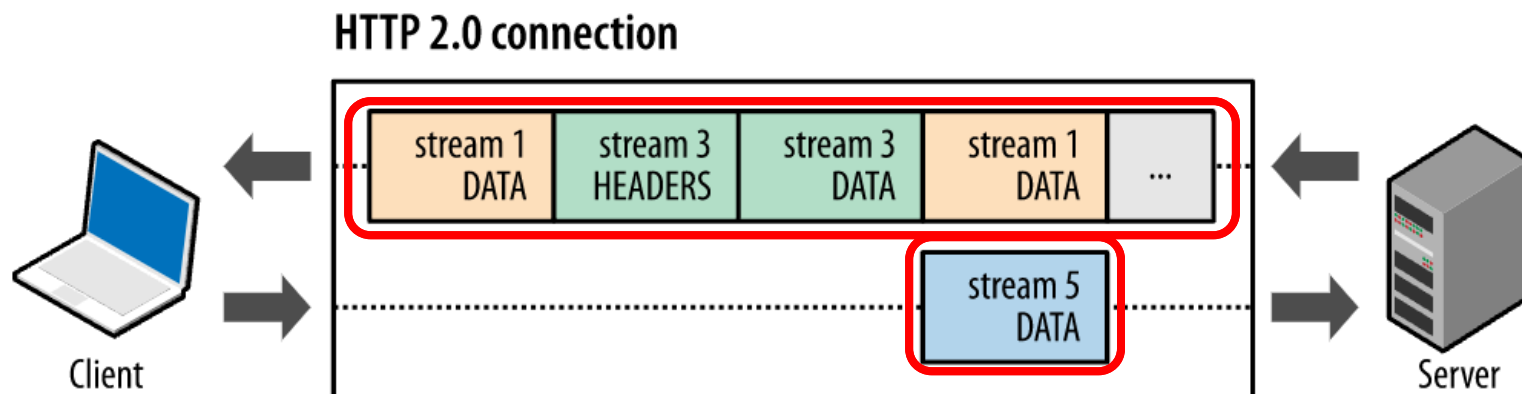 HTTP 2.0 connection
stream 1
DATA
stream 3
HEADERS
stream 3
DATA
stream 1
DATA
...
stream 5
DATA
Client
Server